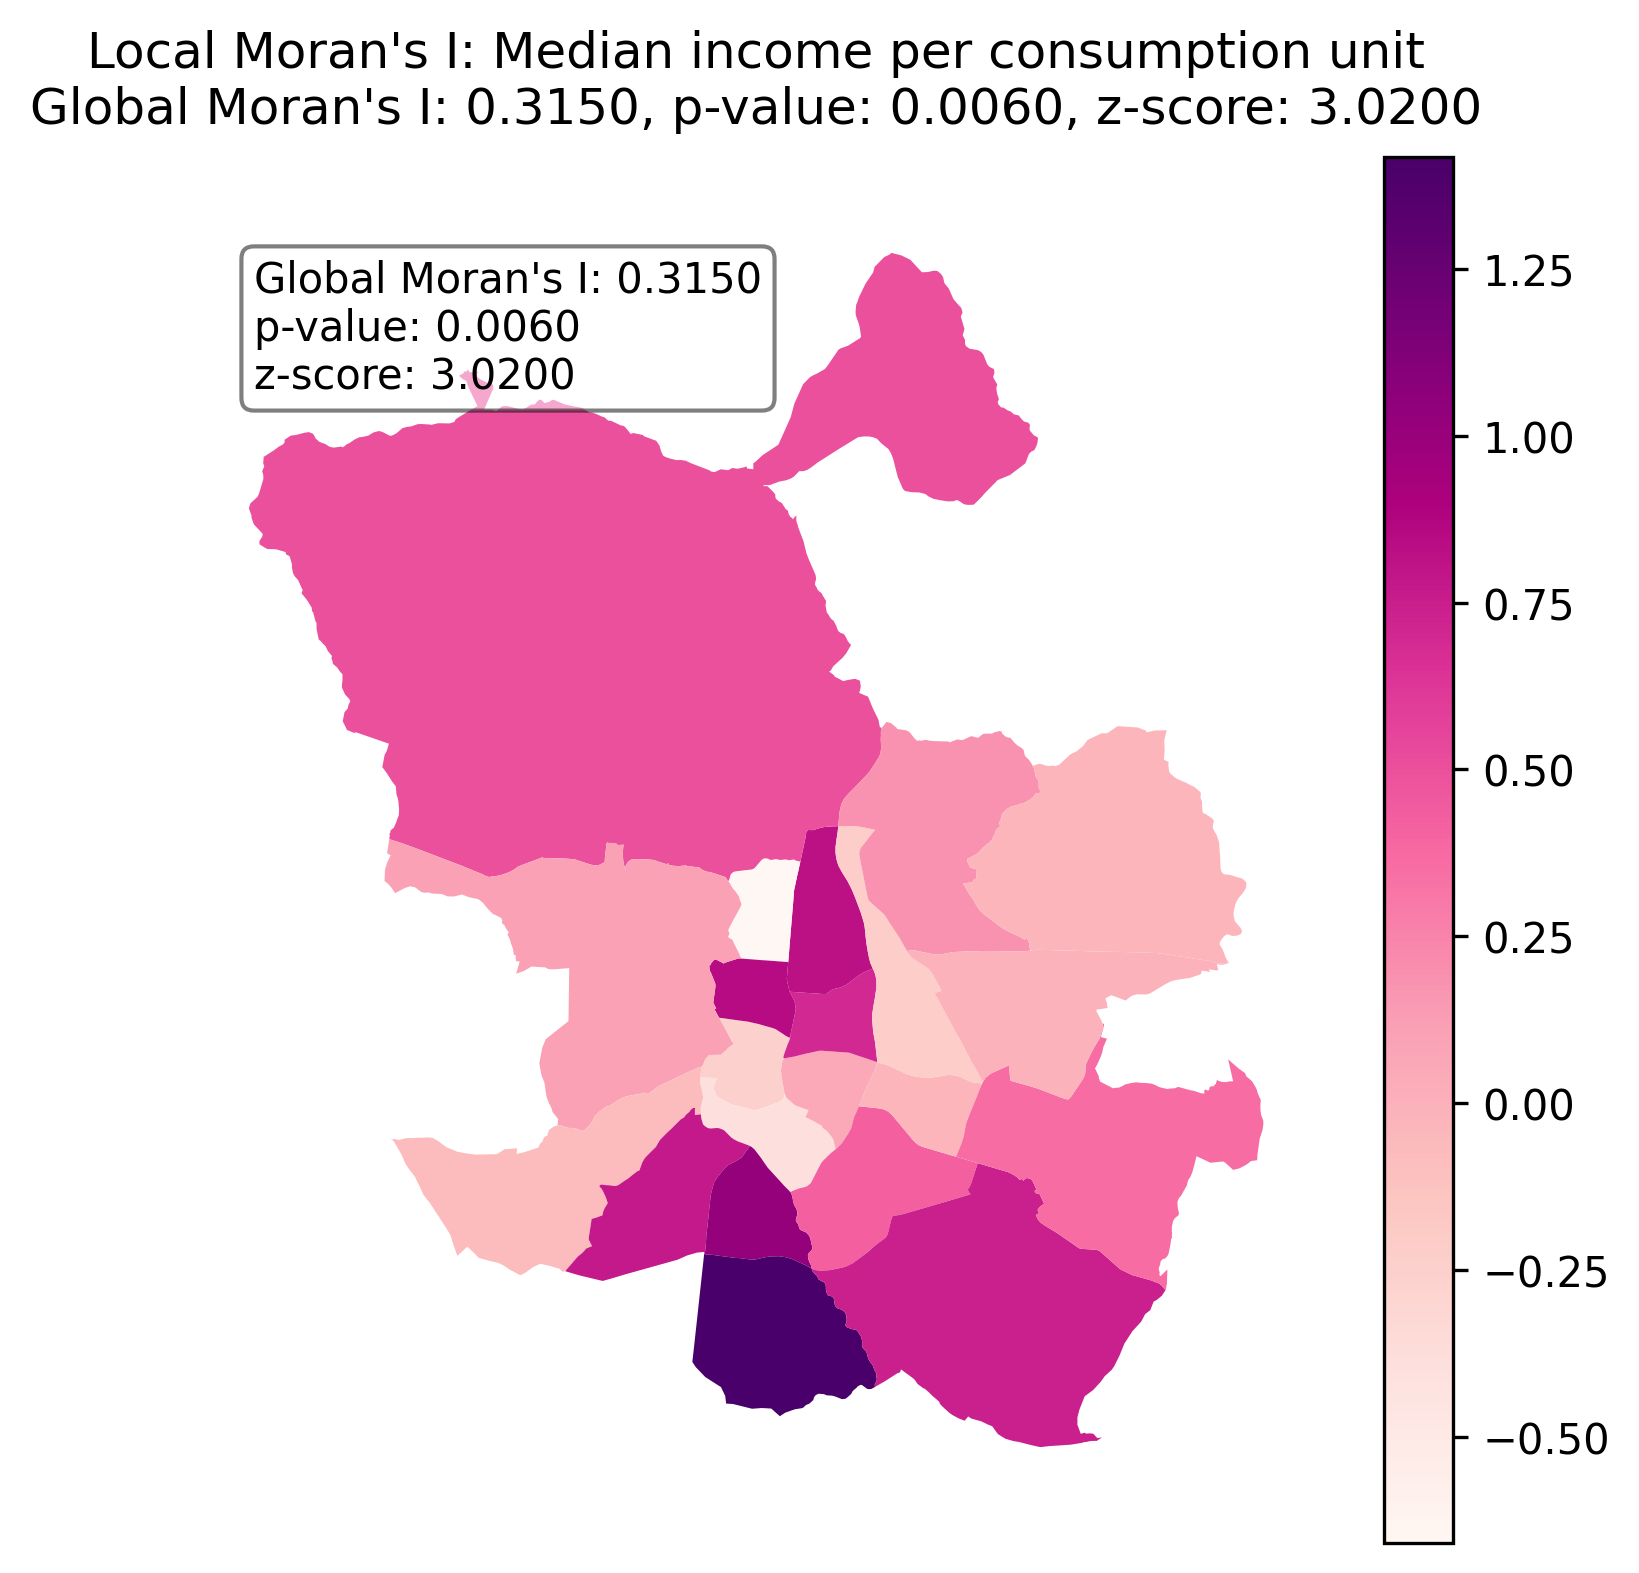 Local Moran's I: Median income per consumption unit
Global Moran's I: 0.3150, p-value: 0.0060, z-score: 3.0200
Global Moran's I: 0.3150
p-value: 0.0060
z-score: 3.0200
1.25
1.00
0.75
0.50
0.25
0.00
−0.25
−0.50